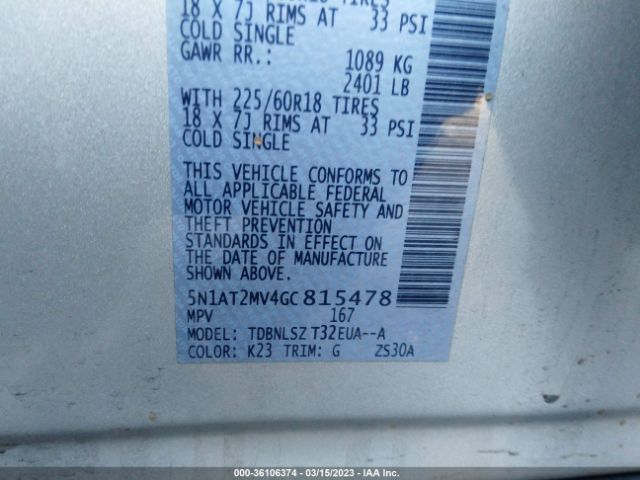 TIRES
18 X 7J RIMS AT 33 PSI
COLD SINGLE
GAWR RR.: 1089 KG
2401 LB
WITH 225/60R18 TIRES
18 X 7J RIMS AT 33 PSI
COLD SINGLE
THIS VEHICLE CONFORMS TO
ALL APPLICABLE FEDERAL
MOTOR VEHICLE SAFETY AND
THEFT PREVENTION
STANDARDS IN EFFECT ON
THE DATE OF MANUFACTURE
SHOWN ABOVE.
5N1AT2MV4GC815478
MPV 167
MODEL: TDBNLSZ T32EUA--A
COLOR: K23 TRIM: G ZS30A
000-36106374 - 03/15/2023 - IAA Inc.